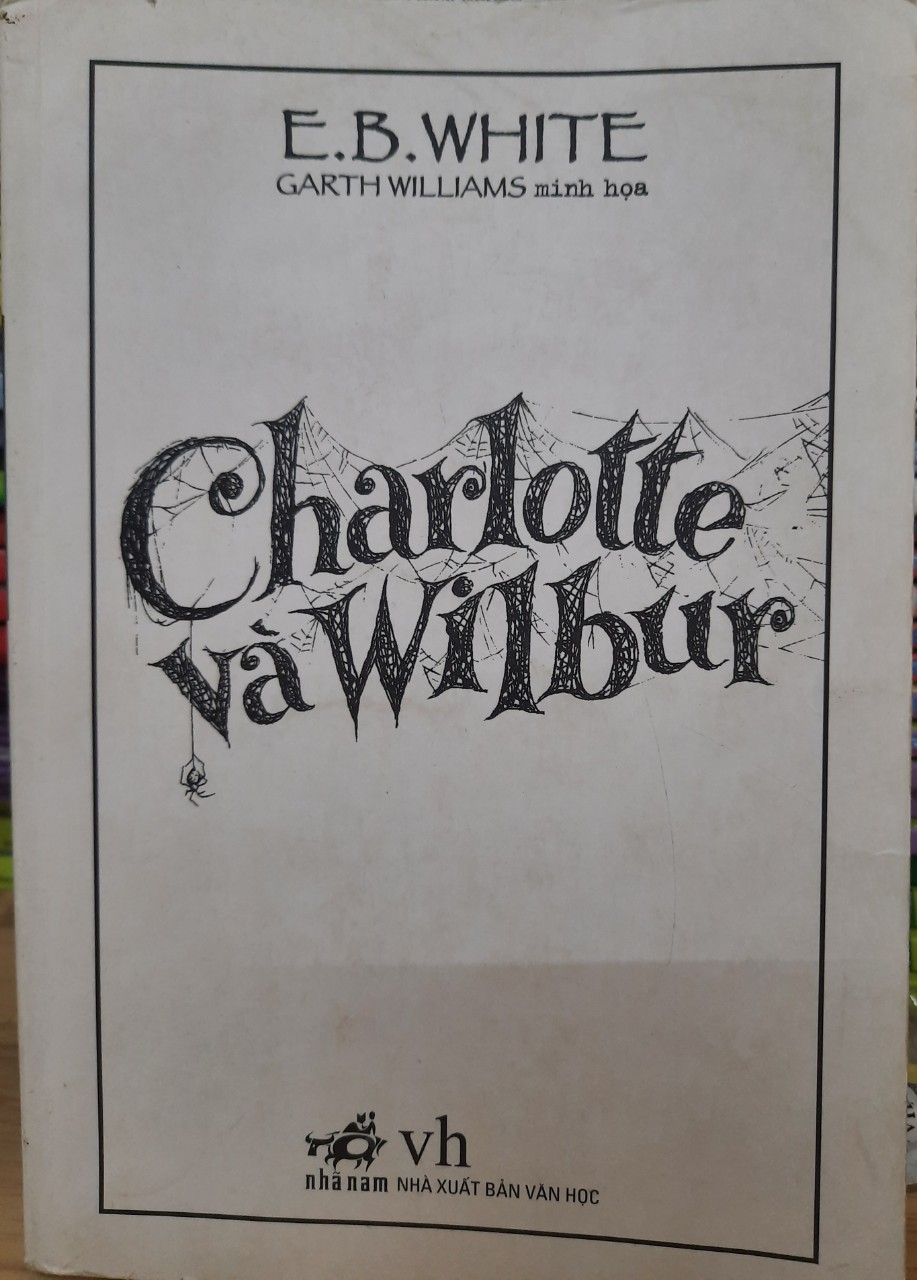 E.B.WHITE
GARTH WILLIAMS minh họa
Charlotte
và Wilbur
vh
nhã nam NHÀ XUẤT BẢN VĂN HỌC